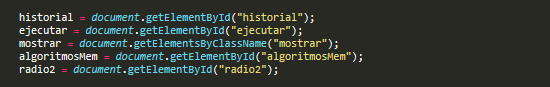 historial = document.getElementById("historial");
ejecutar = document.getElementById("ejecutar");
mostrar = document.getElementsByClassName("mostrar");
algoritmosMem = document.getElementById("algoritmosMem");
radio2 = document.getElementById("radio2");